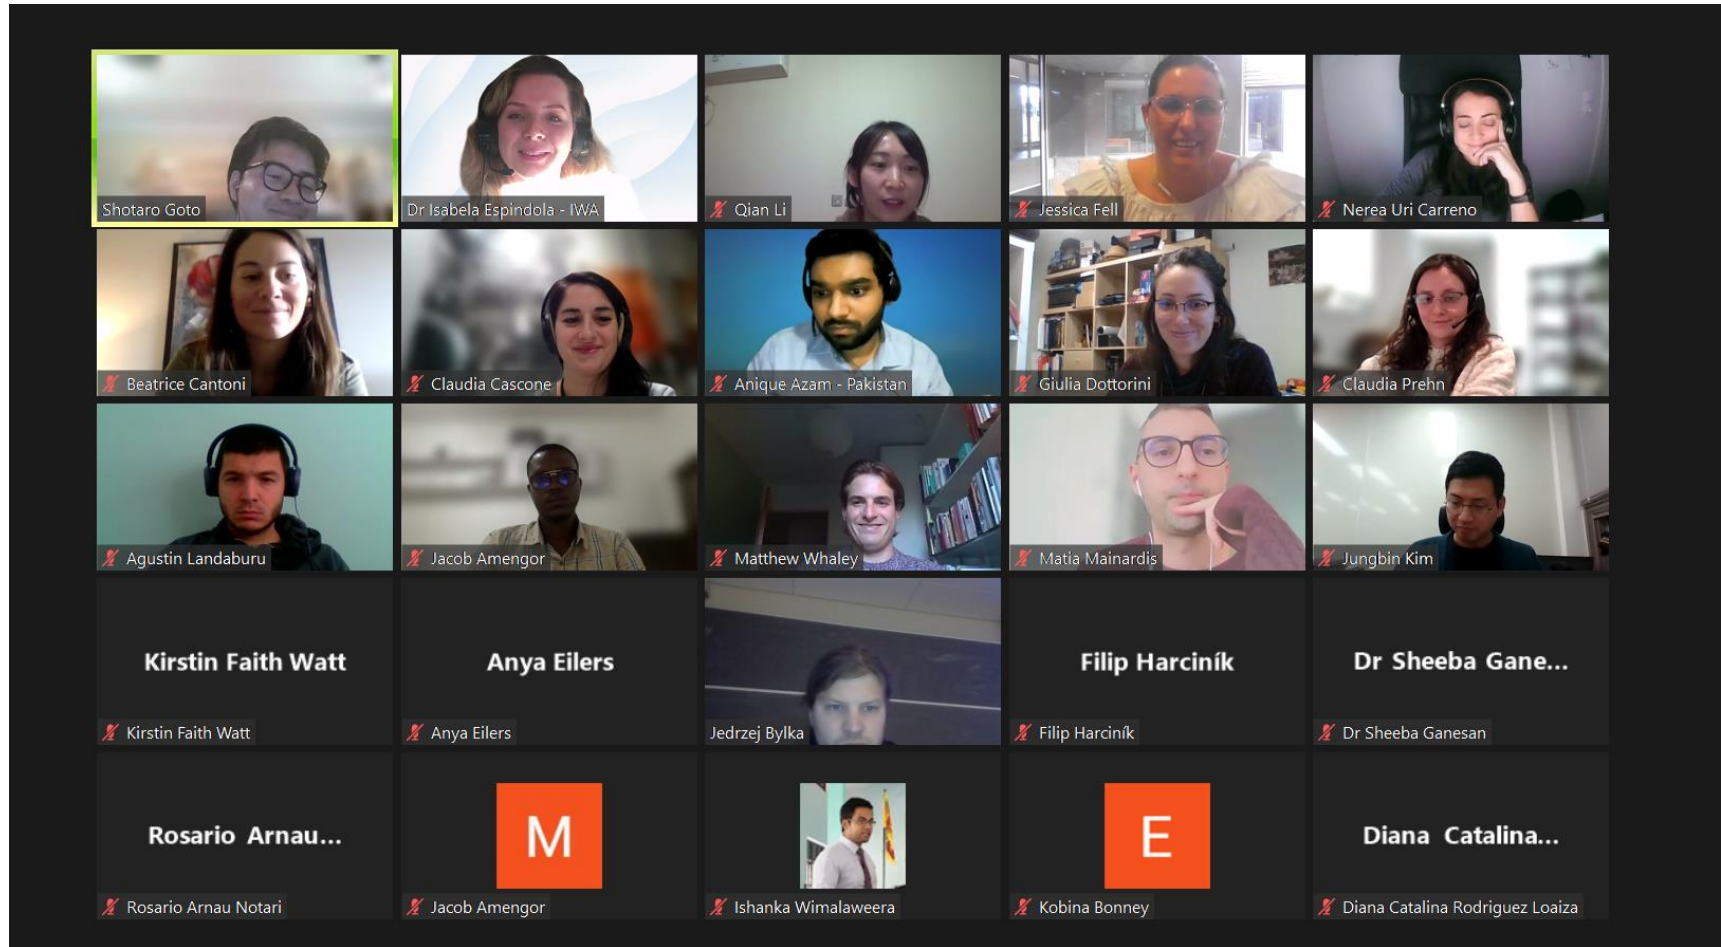 Shotaro Goto
Dr Isabela Espindola - IWA
Qian Li
Jessica Fell
Nerea Uri Carreno
Beatrice Cantoni
Claudia Cascone
Anique Azam - Pakistan
Giulia Dottorini
Claudia Prehn
Agustin Landaburu
Jacob Amengor
Matthew Whaley
Matia Mainardis
Jungbin Kim
Kirstin Faith Watt
Kirstin Faith Watt
Anya Eilers
Anya Eilers
Jedrzej Bylka
Filip Harciník
Filip Harciník
Dr Sheeba Gane...
Dr Sheeba Ganesan
Rosario Arnau...
Rosario Arnau Notari
M
Jacob Amengor
Ishanka Wimalaweera
E
Kobina Bonney
Diana Catalina...
Diana Catalina Rodriguez Loaiza